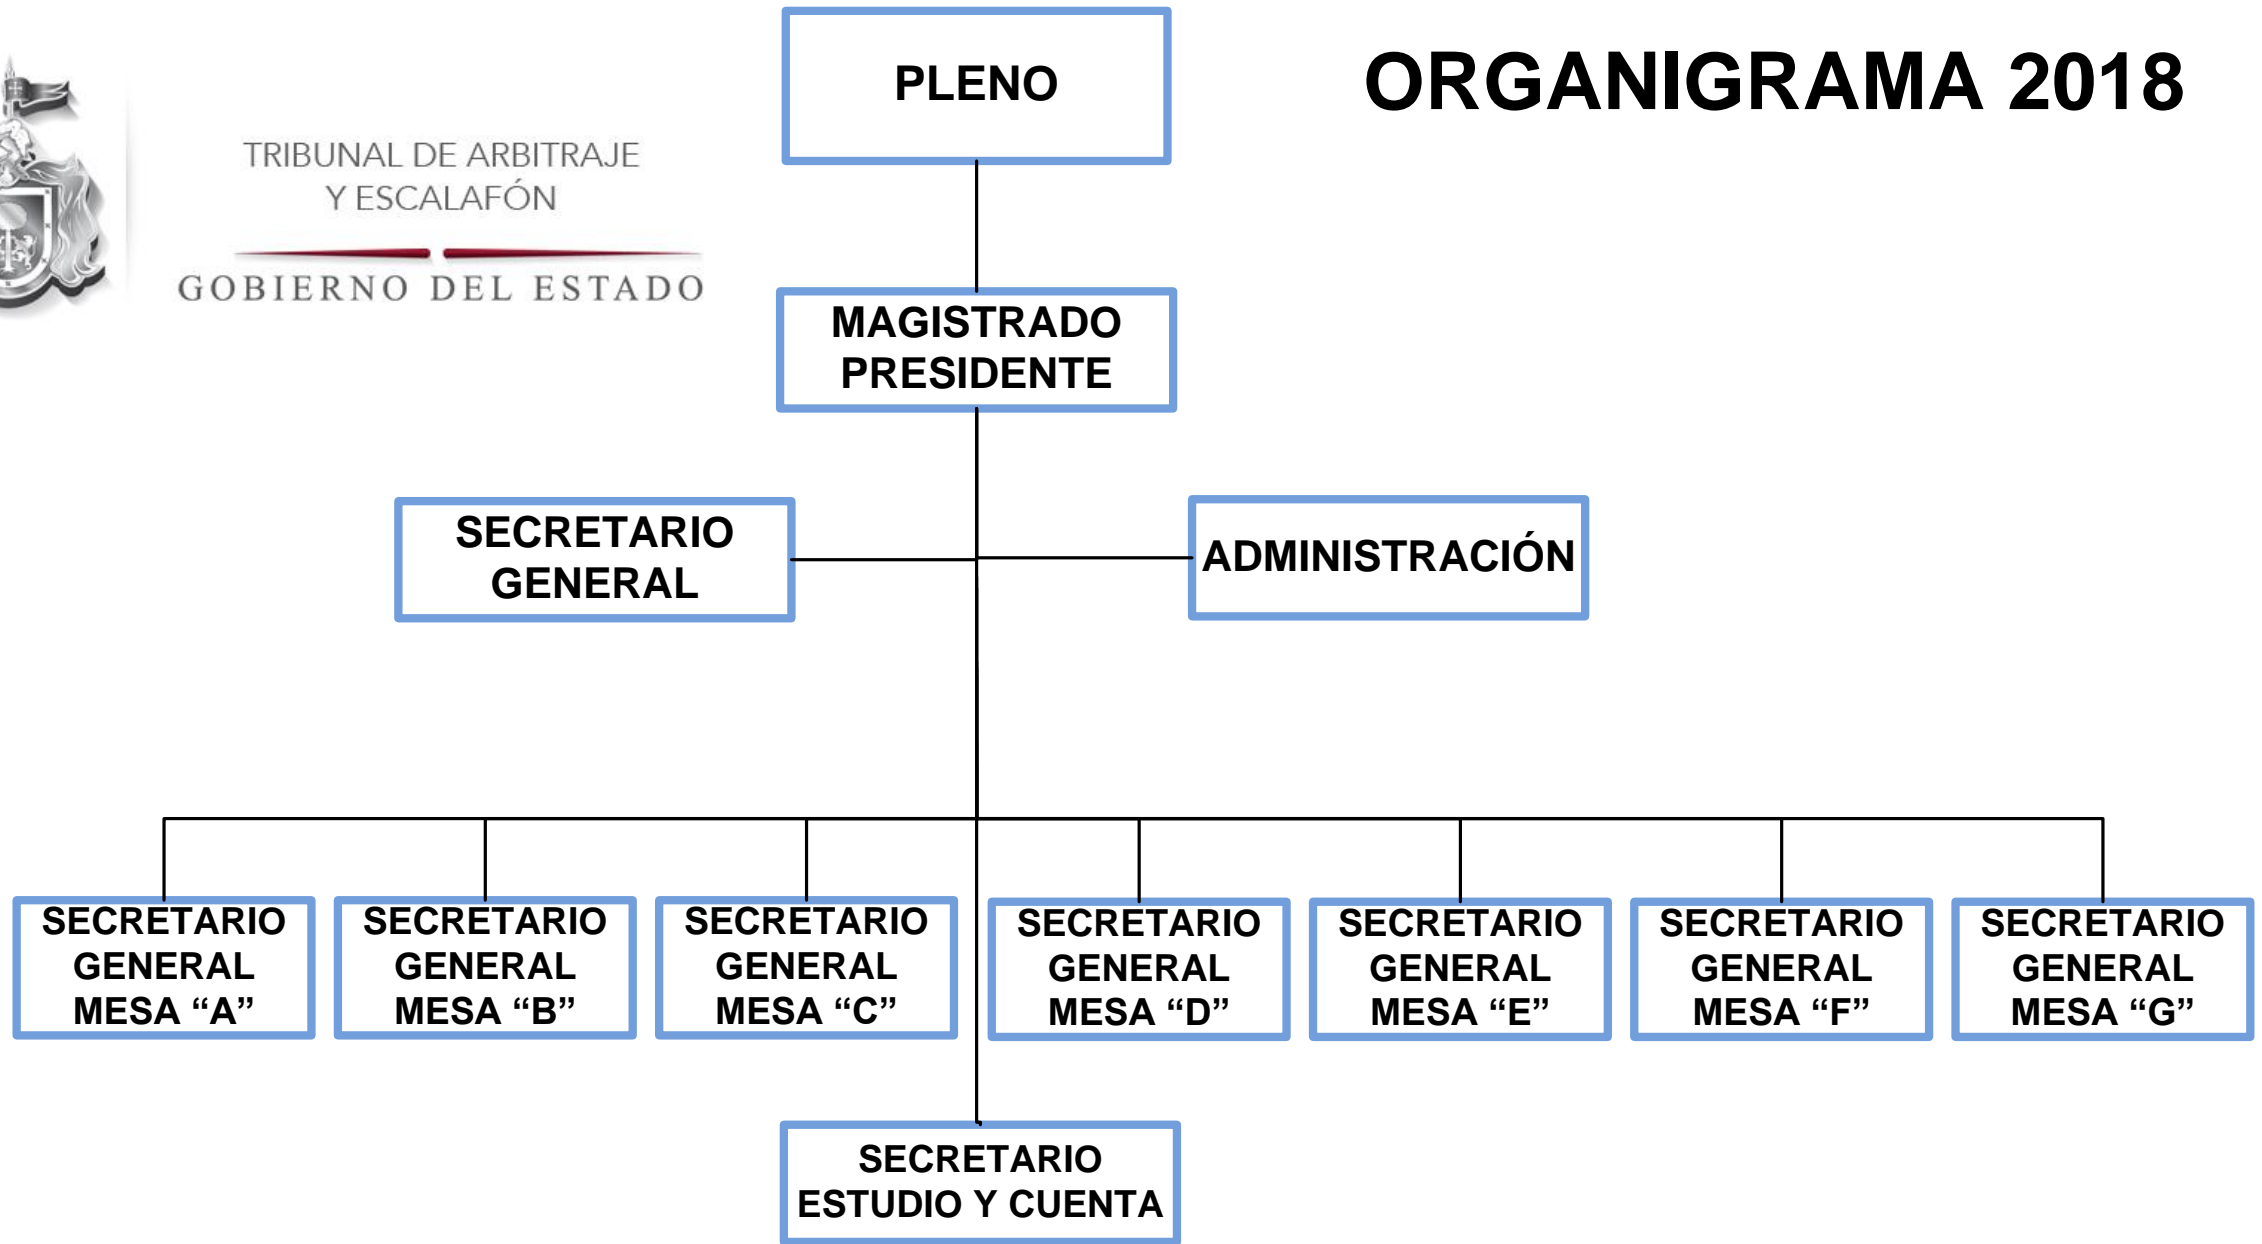 PLENO
ORGANIGRAMA 2018
TRIBUNAL DE ARBITRAJE
Y ESCALAFÓN
GOBIERNO DEL ESTADO
MAGISTRADO
PRESIDENTE
SECRETARIO
GENERAL
ADMINISTRACIÓN
SECRETARIO
GENERAL
MESA “A”
SECRETARIO
GENERAL
MESA “B”
SECRETARIO
GENERAL
MESA “C”
SECRETARIO
GENERAL
MESA “D”
SECRETARIO
GENERAL
MESA “E”
SECRETARIO
GENERAL
MESA “F”
SECRETARIO
GENERAL
MESA “G”
SECRETARIO
ESTUDIO Y CUENTA